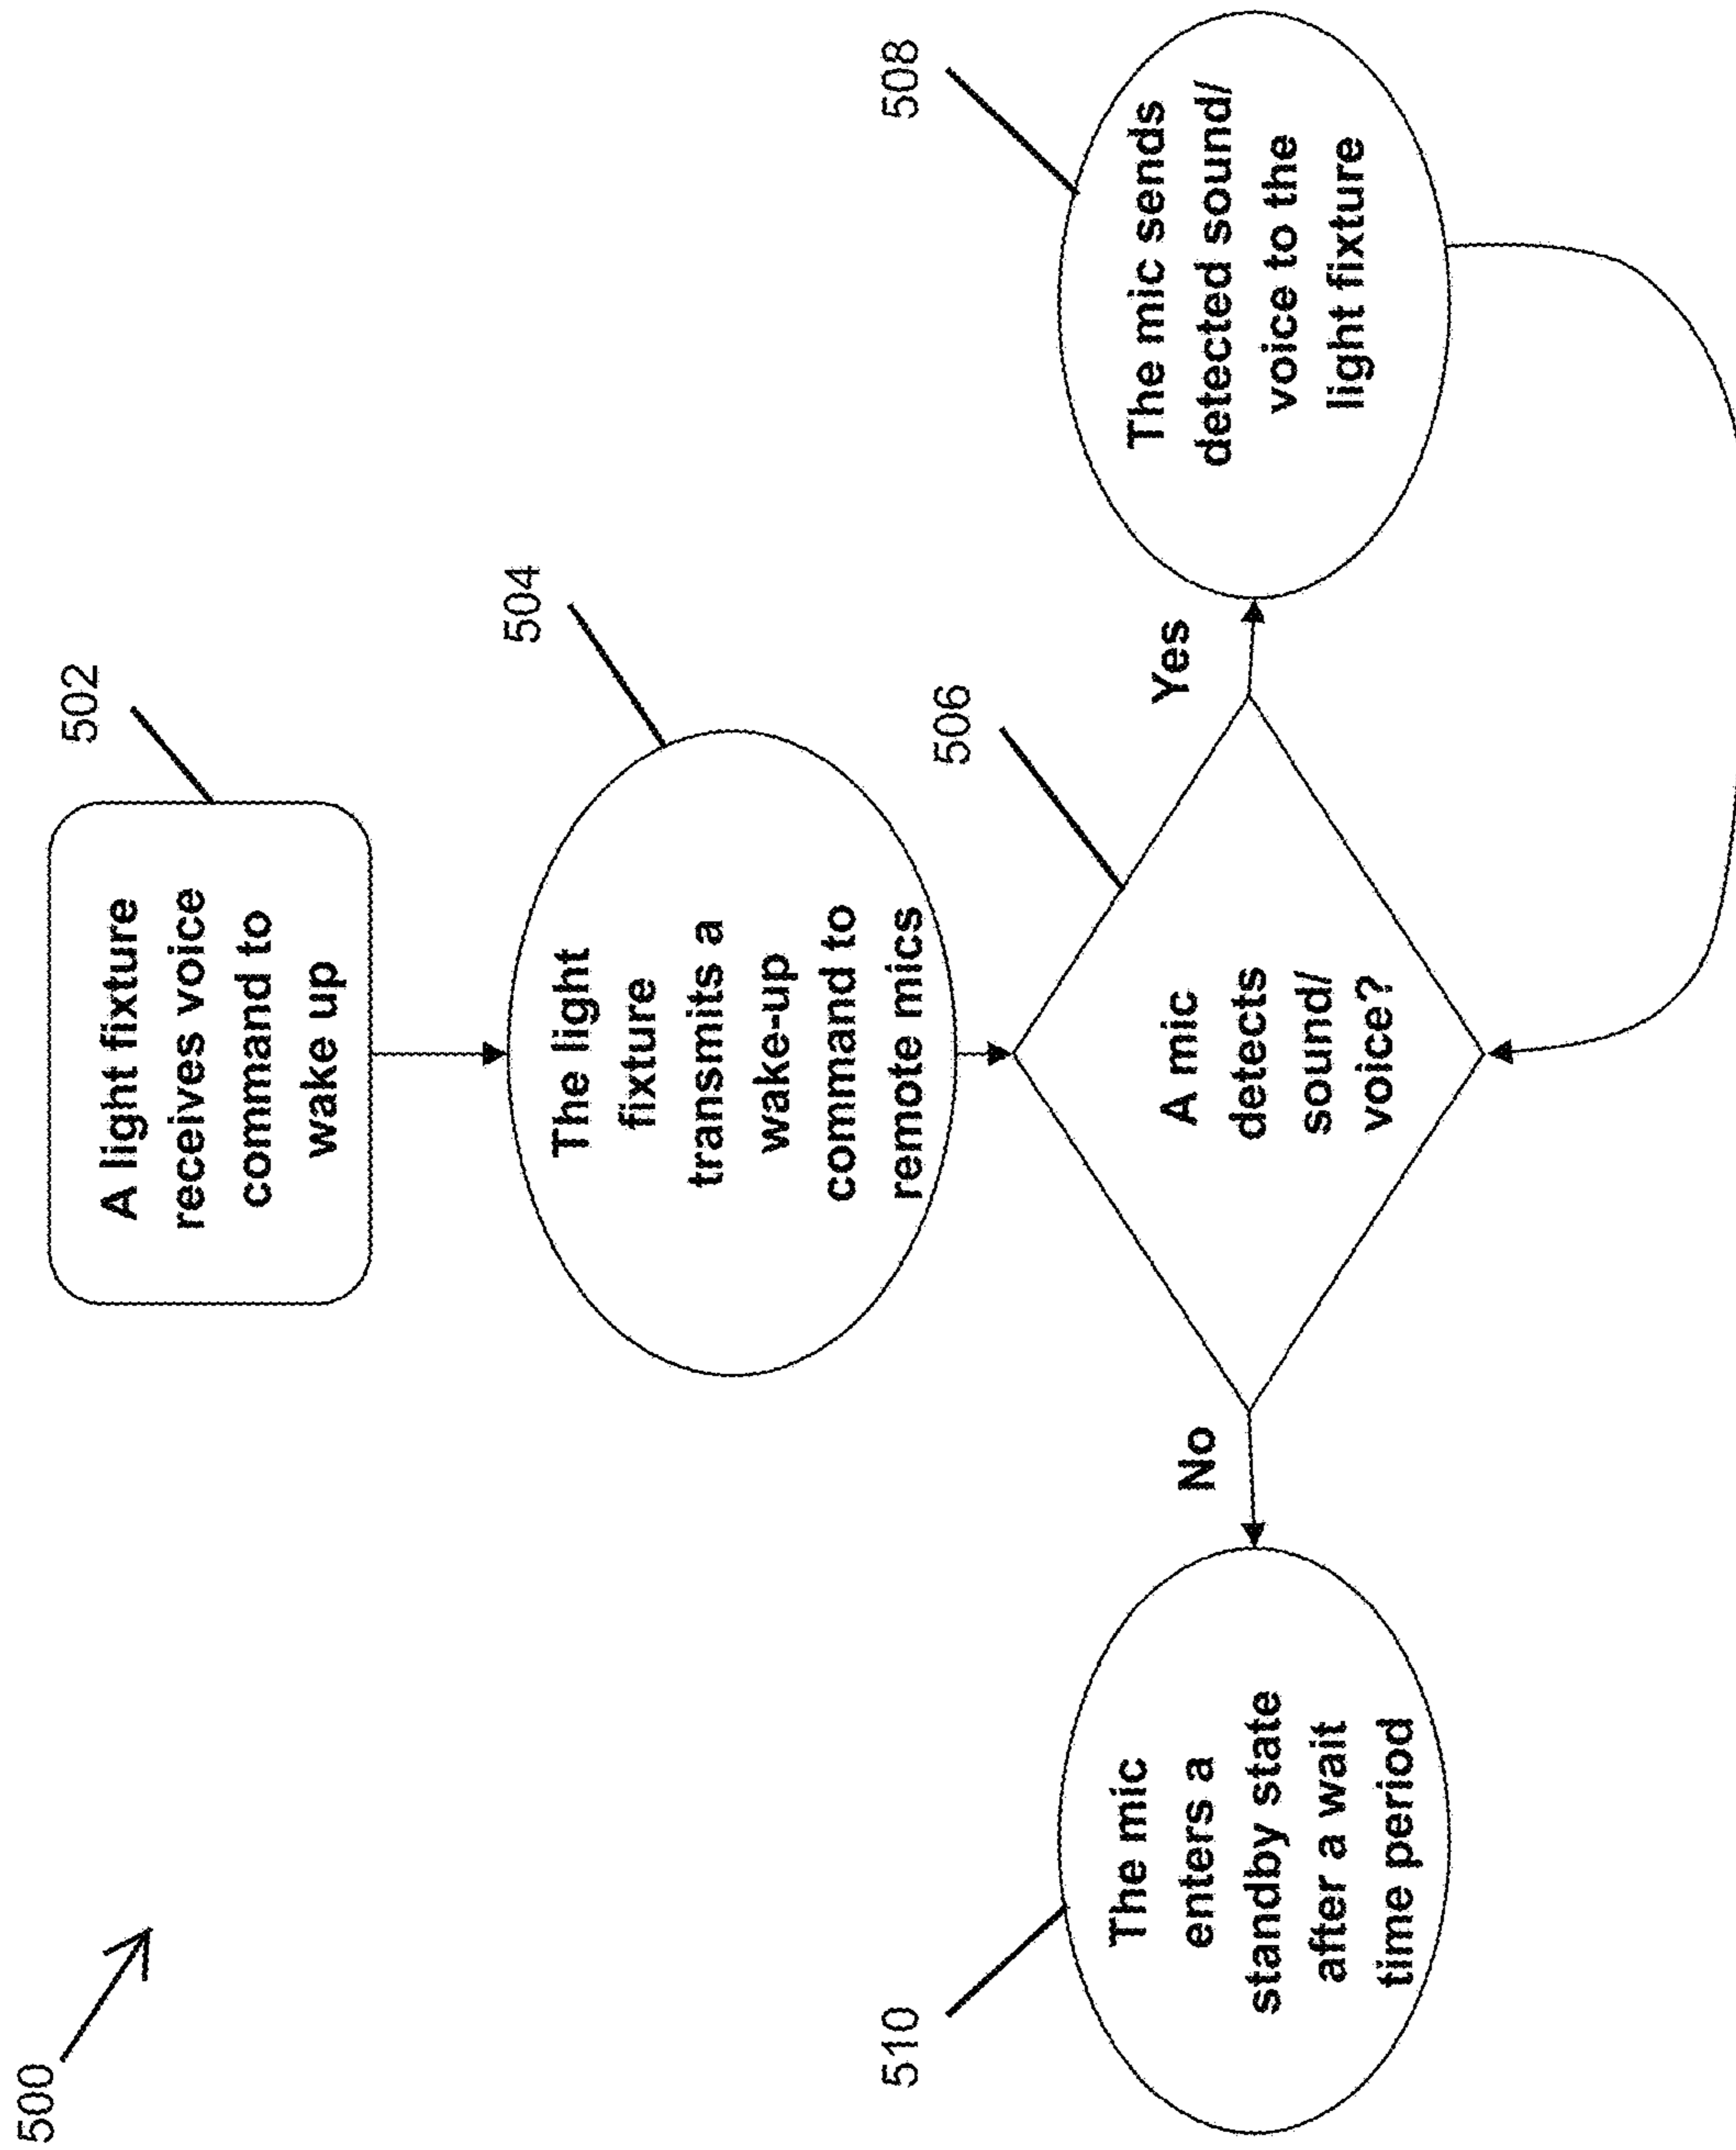 500
502
A light fixture
receives voice
command to
wake up
504
The light
fixture
transmits a
wake-up
command to
remote mics
506
A mic
detects
sound/
voice?
No
Yes
510
The mic
enters a
standby state
after a wait
time period
508
The mic sends
detected sound/
voice to the
light fixture